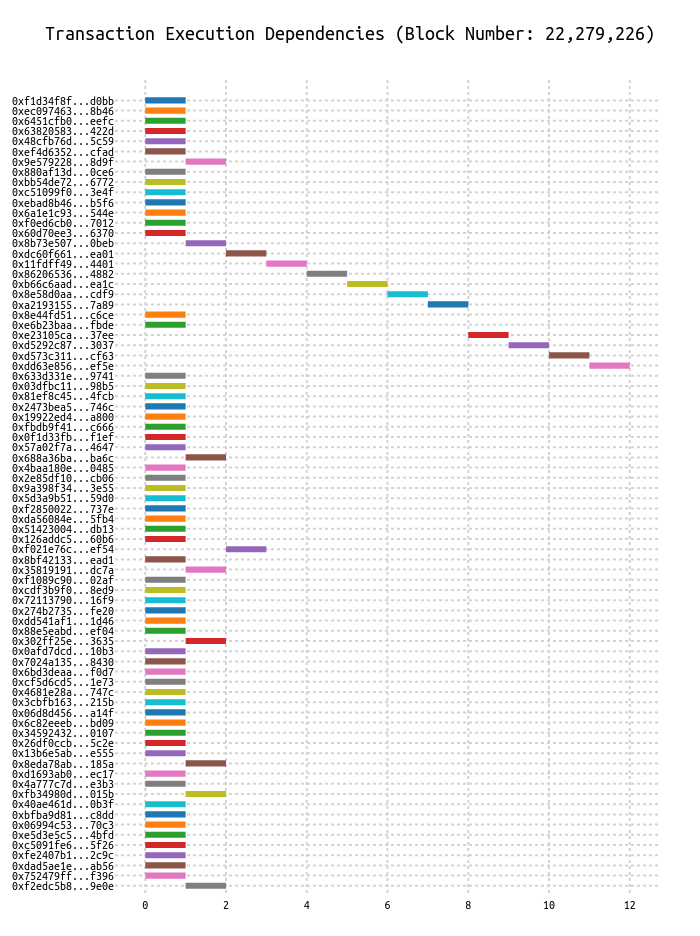 Transaction Execution Dependencies (Block Number: 22,279,226)
0xf1d34f8f...d0bb
0xec097463...8b46
0x6451cfb0...eefc
0x63820583...422d
0x48cfb76d...5c59
0xef4d6352...cfad
0x9e579228...8d9f
0x880af13d...0ce6
0xbb54de72...6772
0xc51099f0...3e4f
0xebad8b46...b5f6
0x6a1e1c93...544e
0xf0ed6cb0...7012
0x60d70ee3...6370
0x8b73e507...0beb
0xdc60f661...ea01
0x11fdff49...4401
0x86206536...4882
0xb66c6aad...ea1c
0x8e58d0aa...cdf9
0xa2193155...7a89
0x8e44fd51...c6ce
0xe6b23baa...fbde
0xe23105ca...37ee
0xd5292c87...3037
0xd573c311...cf63
0xdd63e856...ef5e
0x633d331e...9741
0x03dfbc11...98b5
0x81ef8c45...4fcb
0x2473bea5...746c
0x19922ed4...a800
0xfbdb9f41...c666
0x0f1d33fb...f1ef
0x57a02f7a...4647
0x688a36ba...ba6c
0x4baa180e...0485
0x2e85df10...cb06
0x9a398f34...3e55
0x5d3a9b51...59d0
0xf2850022...737e
0xda56084e...5fb4
0x51423004...db13
0x126addc5...60b6
0xf021e76c...ef54
0x8bf42133...ead1
0x35819191...dc7a
0xf1089c90...02af
0xcdf3b9f0...8ed9
0x72113790...16f9
0x274b2735...fe20
0xdd541af1...1d46
0x88e5eabd...ef04
0x302ff25e...3635
0x0afd7dcd...10b3
0x7024a135...8430
0x6bd3deaa...f0d7
0xcf5d6cd5...1e73
0x4681e28a...747c
0x3cbfb163...215b
0x06d8d456...a14f
0x6c82eeeb...bd09
0x34592432...0107
0x26df0ccb...5c2e
0x13b6e5ab...e555
0x8eda78ab...185a
0xd1693ab0...ec17
0x4a777c7d...e3b3
0xfb34980d...015b
0x40ae461d...0b3f
0xbfba9d81...c8dd
0x06994c53...70c3
0xe5d3e5c5...4bfd
0xc5091fe6...5f26
0xfe2407b1...2c9c
0xdad5ae1e...ab56
0x752479ff...f396
0xf2edc5b8...9e0e
0 2 4 6 8 10 12